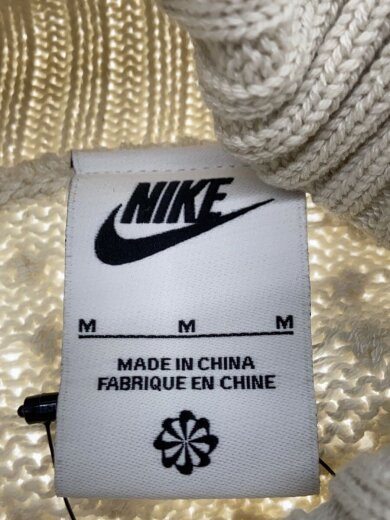 NIKE
M M M
MADE IN CHINA
FABRIQUE EN CHINE